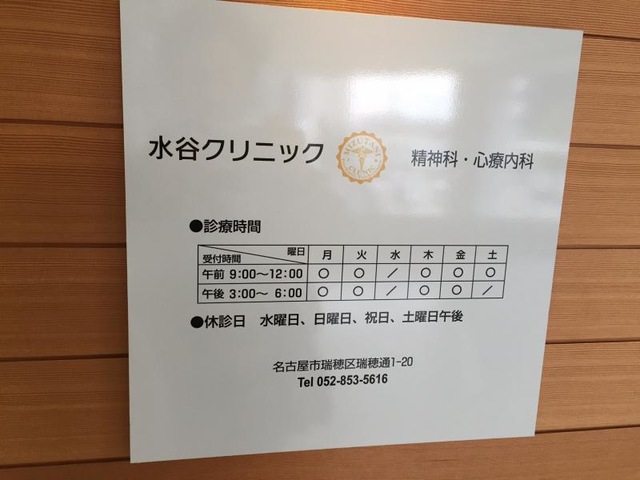 水谷クリニック MIZUTANI CLINIC 精神科・心療内科
●診療時間
受付時間 曜日 月 火 水 木 金 土
午前 9:00〜12:00 ○ ○ ／ ○ ○ ○
午後 3:00〜 6:00 ○ ○ ／ ○ ○ ／
●休診日 水曜日、日曜日、祝日、土曜日午後
名古屋市瑞穂区瑞穂通1-20
Tel 052-853-5616